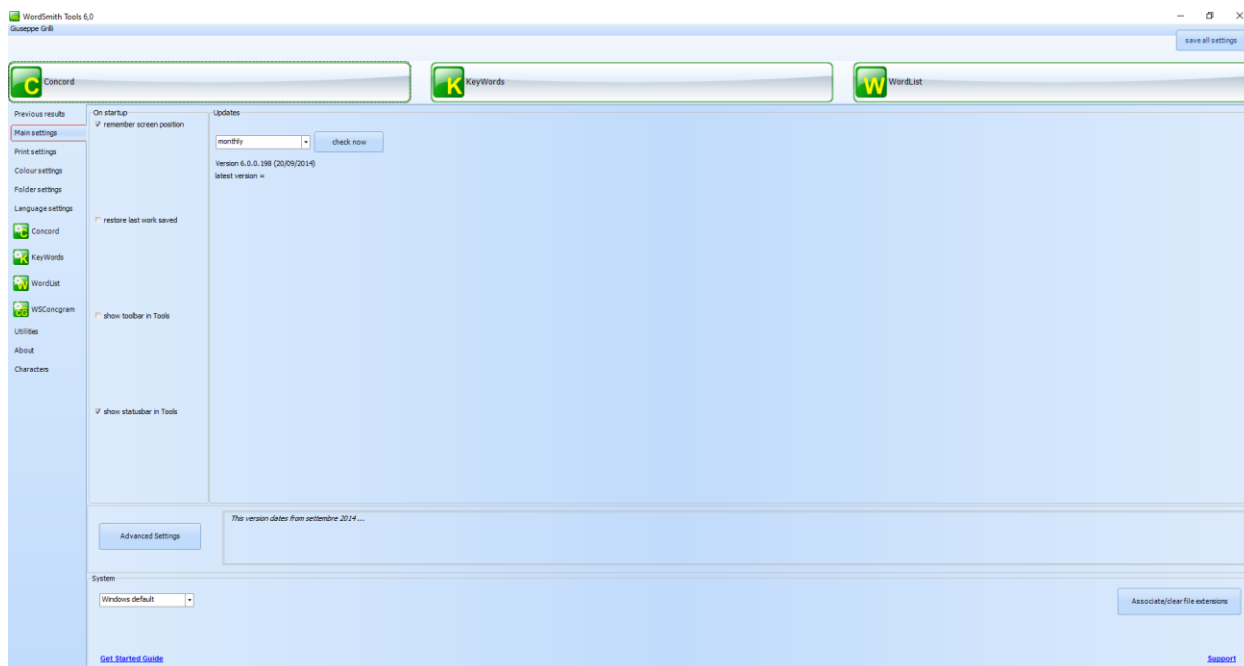 WordSmith Tools 6,0
Giuseppe Grilli
save all settings
C Concord
K KeyWords
W WordList
Previous results
Main settings
Print settings
Colour settings
Folder settings
Language settings
C Concord
K KeyWords
W WordList
CG WSConcgram
Utilities
About
Characters
On startup
remember screen position
restore last work saved
show toolbar in Tools
show statusbar in Tools
Updates
monthly
check now
Version 6.0.0.198 (20/09/2014)
latest version =
Advanced Settings
This version dates from settembre 2014 ...
System
Windows default
Associate/clear file extensions
Get Started Guide
Support